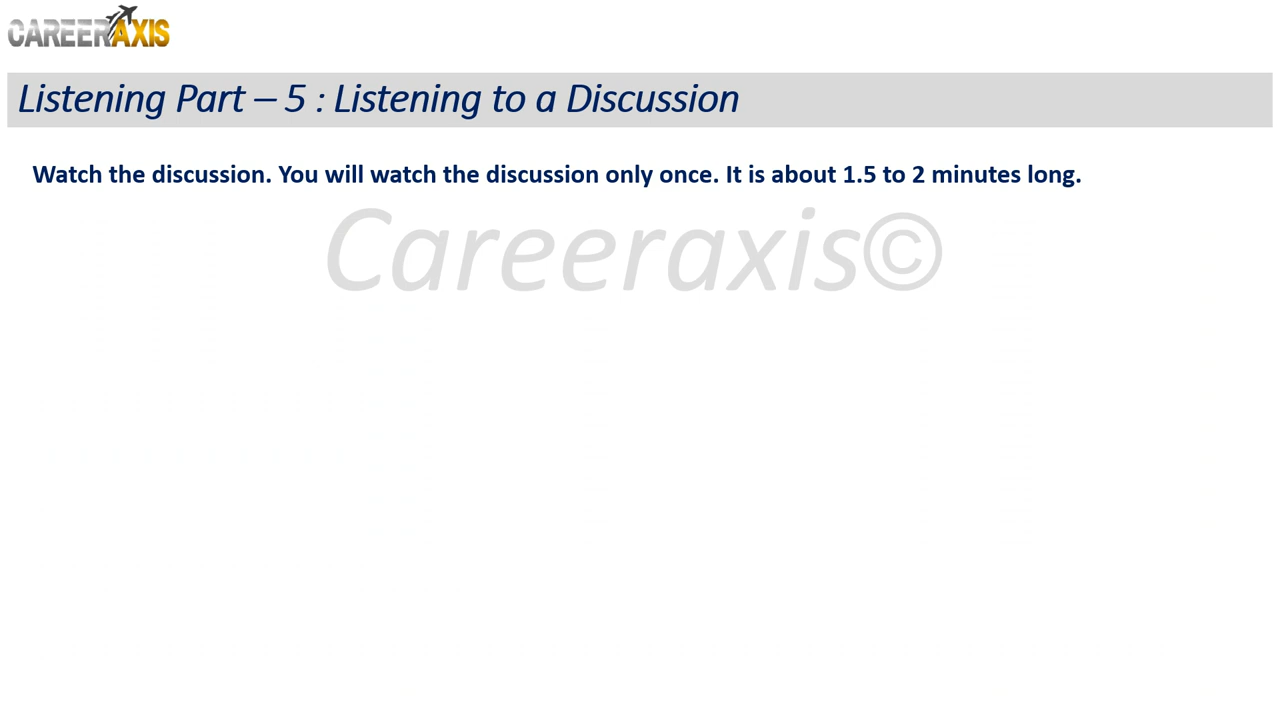 CAREERAXIS
Listening Part – 5 : Listening to a Discussion
Watch the discussion. You will watch the discussion only once. It is about 1.5 to 2 minutes long.
Careeraxis©